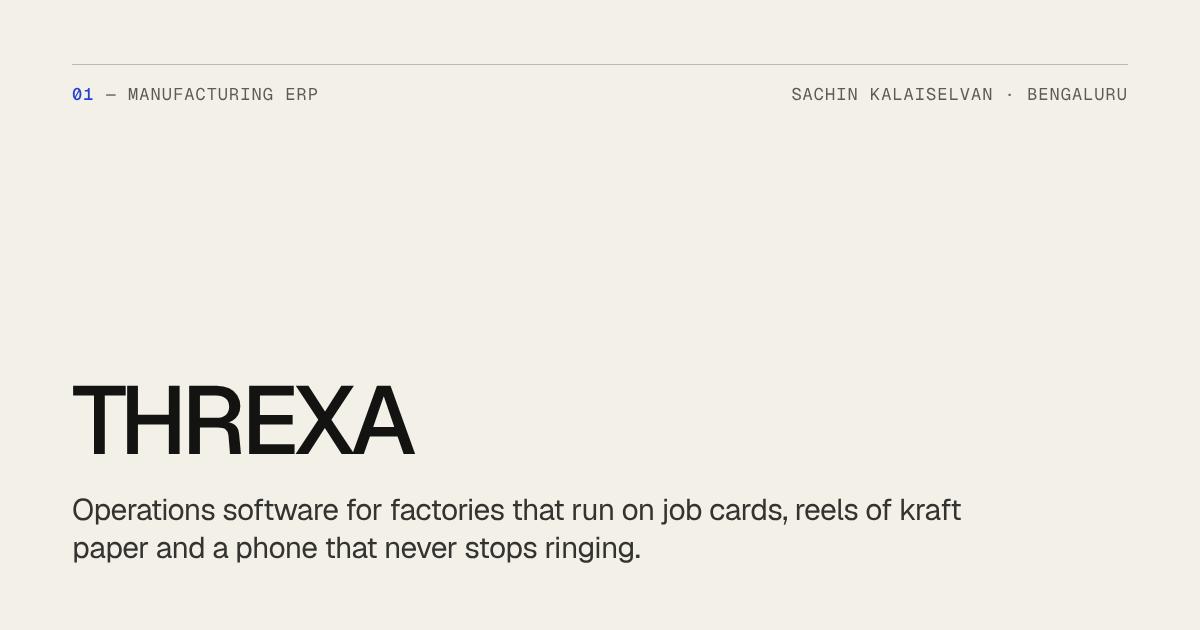 01 — MANUFACTURING ERP
SACHIN KALAISELVAN · BENGALURU
THREXA
Operations software for factories that run on job cards, reels of kraft
paper and a phone that never stops ringing.